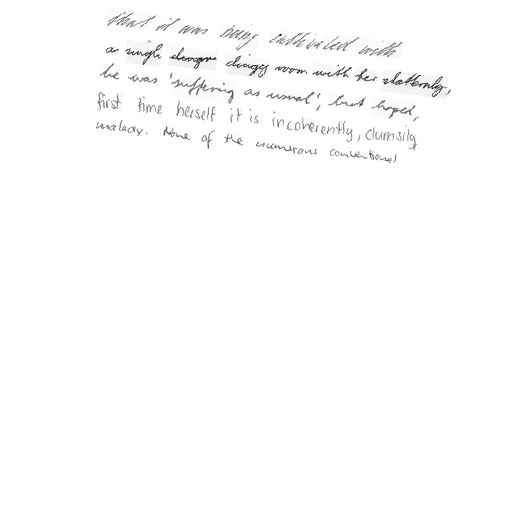 that it was being cultivated with
a single dingy room with her slatternly,
he was 'suffering as usual', but hoped,
first time herself it is incoherently, clumsily
malady. None of the numerous conventional